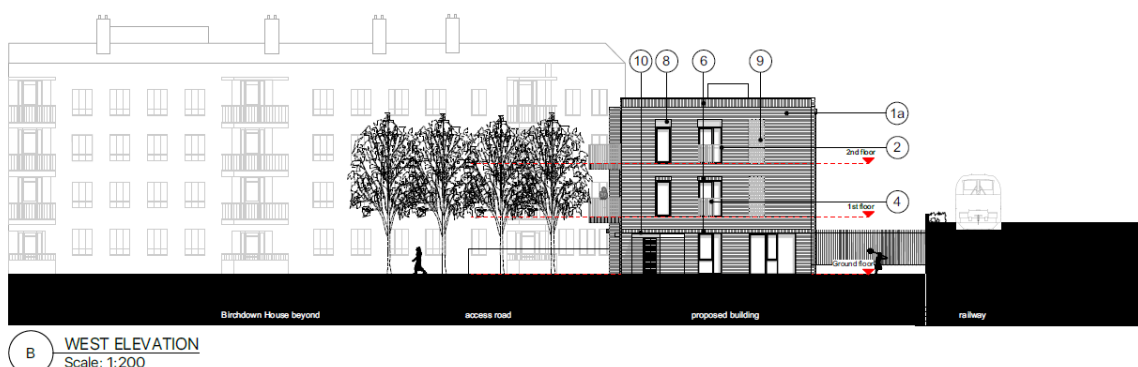 10
8
6
9
1a
2nd floor
2
4
1st floor
Ground floor
Birchdown House beyond
access road
proposed building
railway
B
WEST ELEVATION
Scale: 1:200